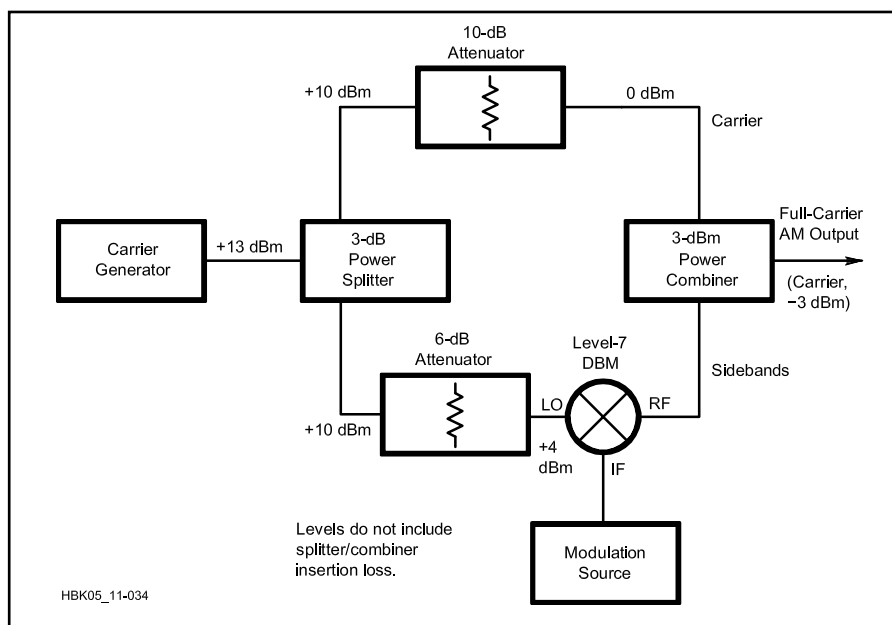 10-dB
Attenuator
+10 dBm
0 dBm
Carrier
Carrier
Generator
+13 dBm
3-dB
Power
Splitter
3-dBm
Power
Combiner
Full-Carrier
AM Output
(Carrier,
−3 dBm)
6-dB
Attenuator
Level-7
DBM
Sidebands
+10 dBm
LO
RF
+4
dBm
IF
Levels do not include
splitter/combiner
insertion loss.
Modulation
Source
HBK05_11-034